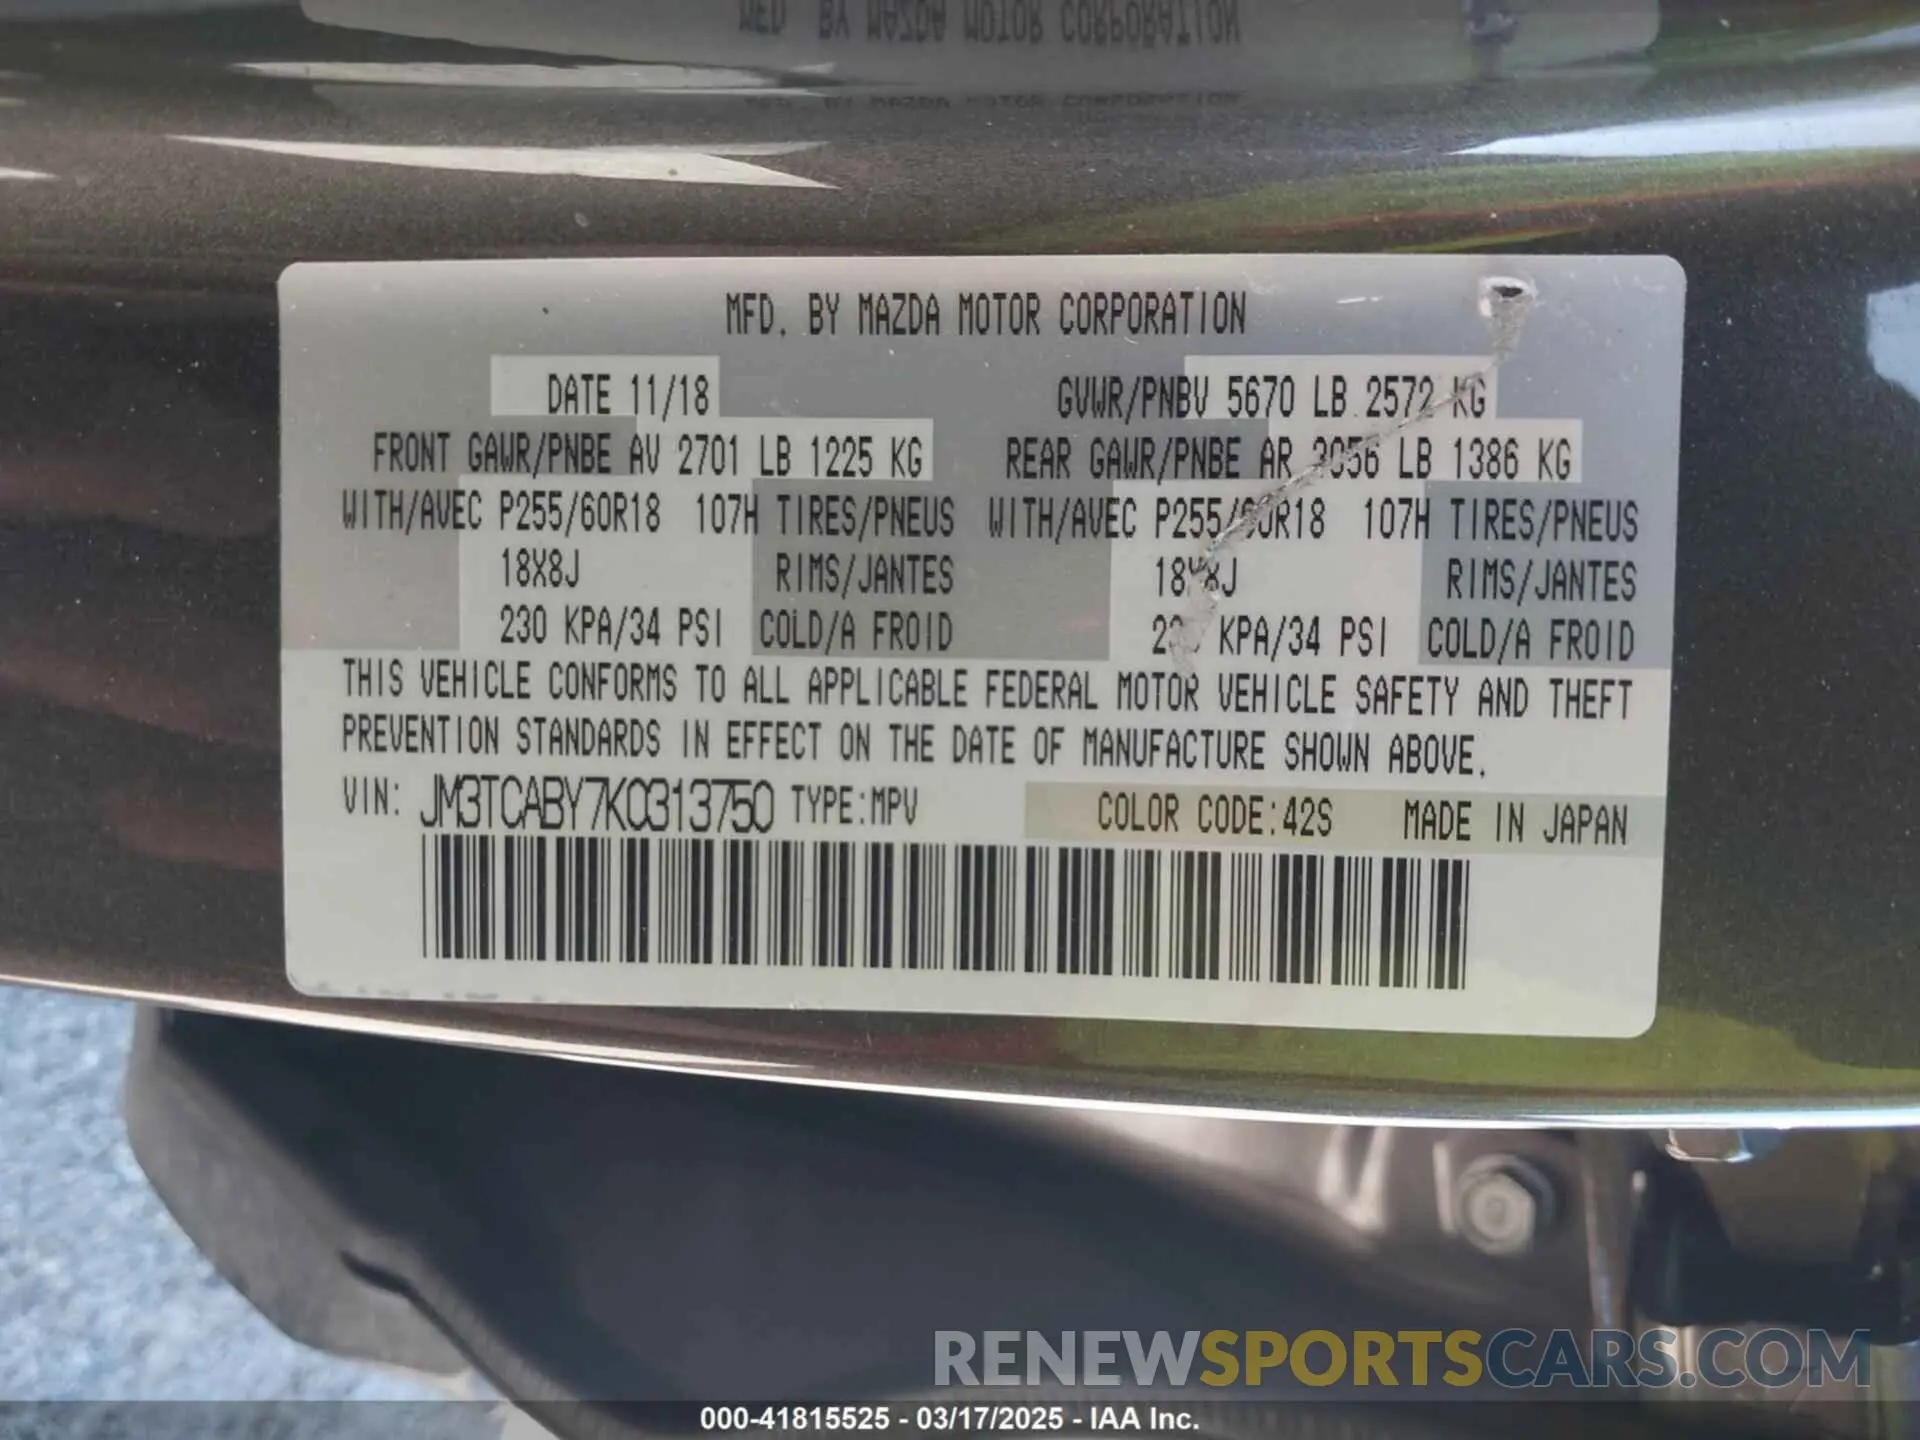 MFD. BY MAZDA MOTOR CORPORATION
DATE 11/18 GVWR/PNBV 5670 LB 2572 KG
FRONT GAWR/PNBE AV 2701 LB 1225 KG REAR GAWR/PNBE AR 3056 LB 1386 KG
WITH/AVEC P255/60R18 107H TIRES/PNEUS WITH/AVEC P255/60R18 107H TIRES/PNEUS
18X8J RIMS/JANTES 18X8J RIMS/JANTES
230 KPA/34 PSI COLD/A FROID KPA/34 PSI COLD/A FROID
THIS VEHICLE CONFORMS TO ALL APPLICABLE FEDERAL MOTOR VEHICLE SAFETY AND THEFT
PREVENTION STANDARDS IN EFFECT ON THE DATE OF MANUFACTURE SHOWN ABOVE.
VIN: JM3TCABY7K0313750 TYPE:MPV COLOR CODE:42S MADE IN JAPAN
RENEWSPORTSCARS.COM
000-41815525 - 03/17/2025 - IAA Inc.